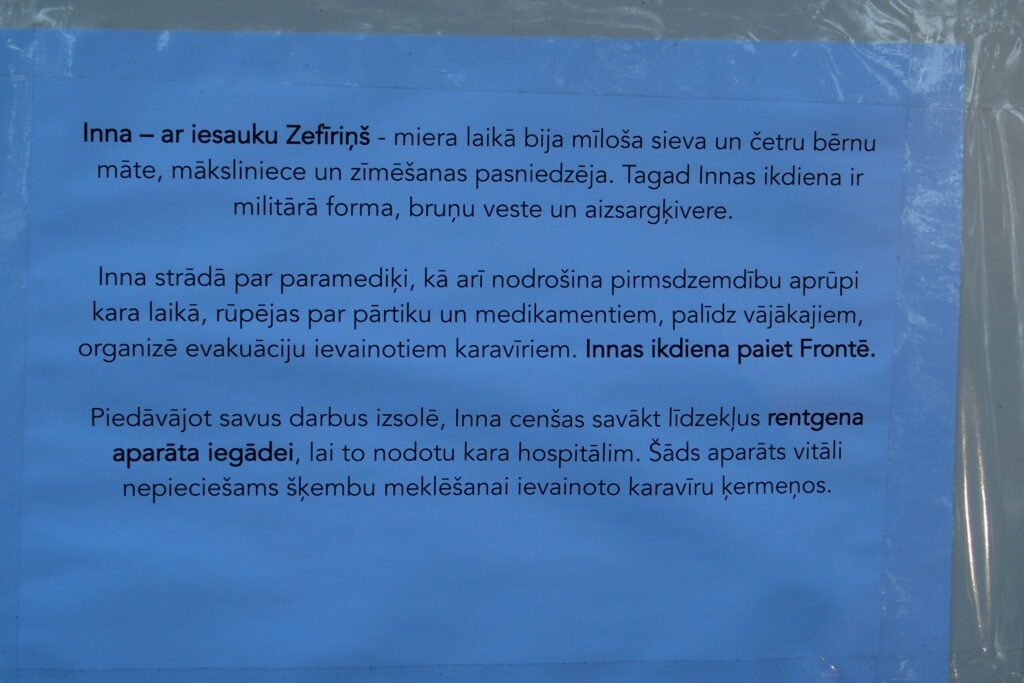 Inna – ar iesauku Zefīriņš - miera laikā bija mīloša sieva un četru bērnu
māte, māksliniece un zīmēšanas pasniedzēja. Tagad Innas ikdiena ir
militārā forma, bruņu veste un aizsargķivere.
Inna strādā par paramediķi, kā arī nodrošina pirmsdzemdību aprūpi
kara laikā, rūpējas par pārtiku un medikamentiem, palīdz vājākajiem,
organizē evakuāciju ievainotiem karavīriem. Innas ikdiena paiet Frontē.
Piedāvājot savus darbus izsolē, Inna cenšas savākt līdzekļus rentgena
aparāta iegādei, lai to nodotu kara hospitālim. Šāds aparāts vitāli
nepieciešams šķembu meklēšanai ievainoto karavīru ķermeņos.